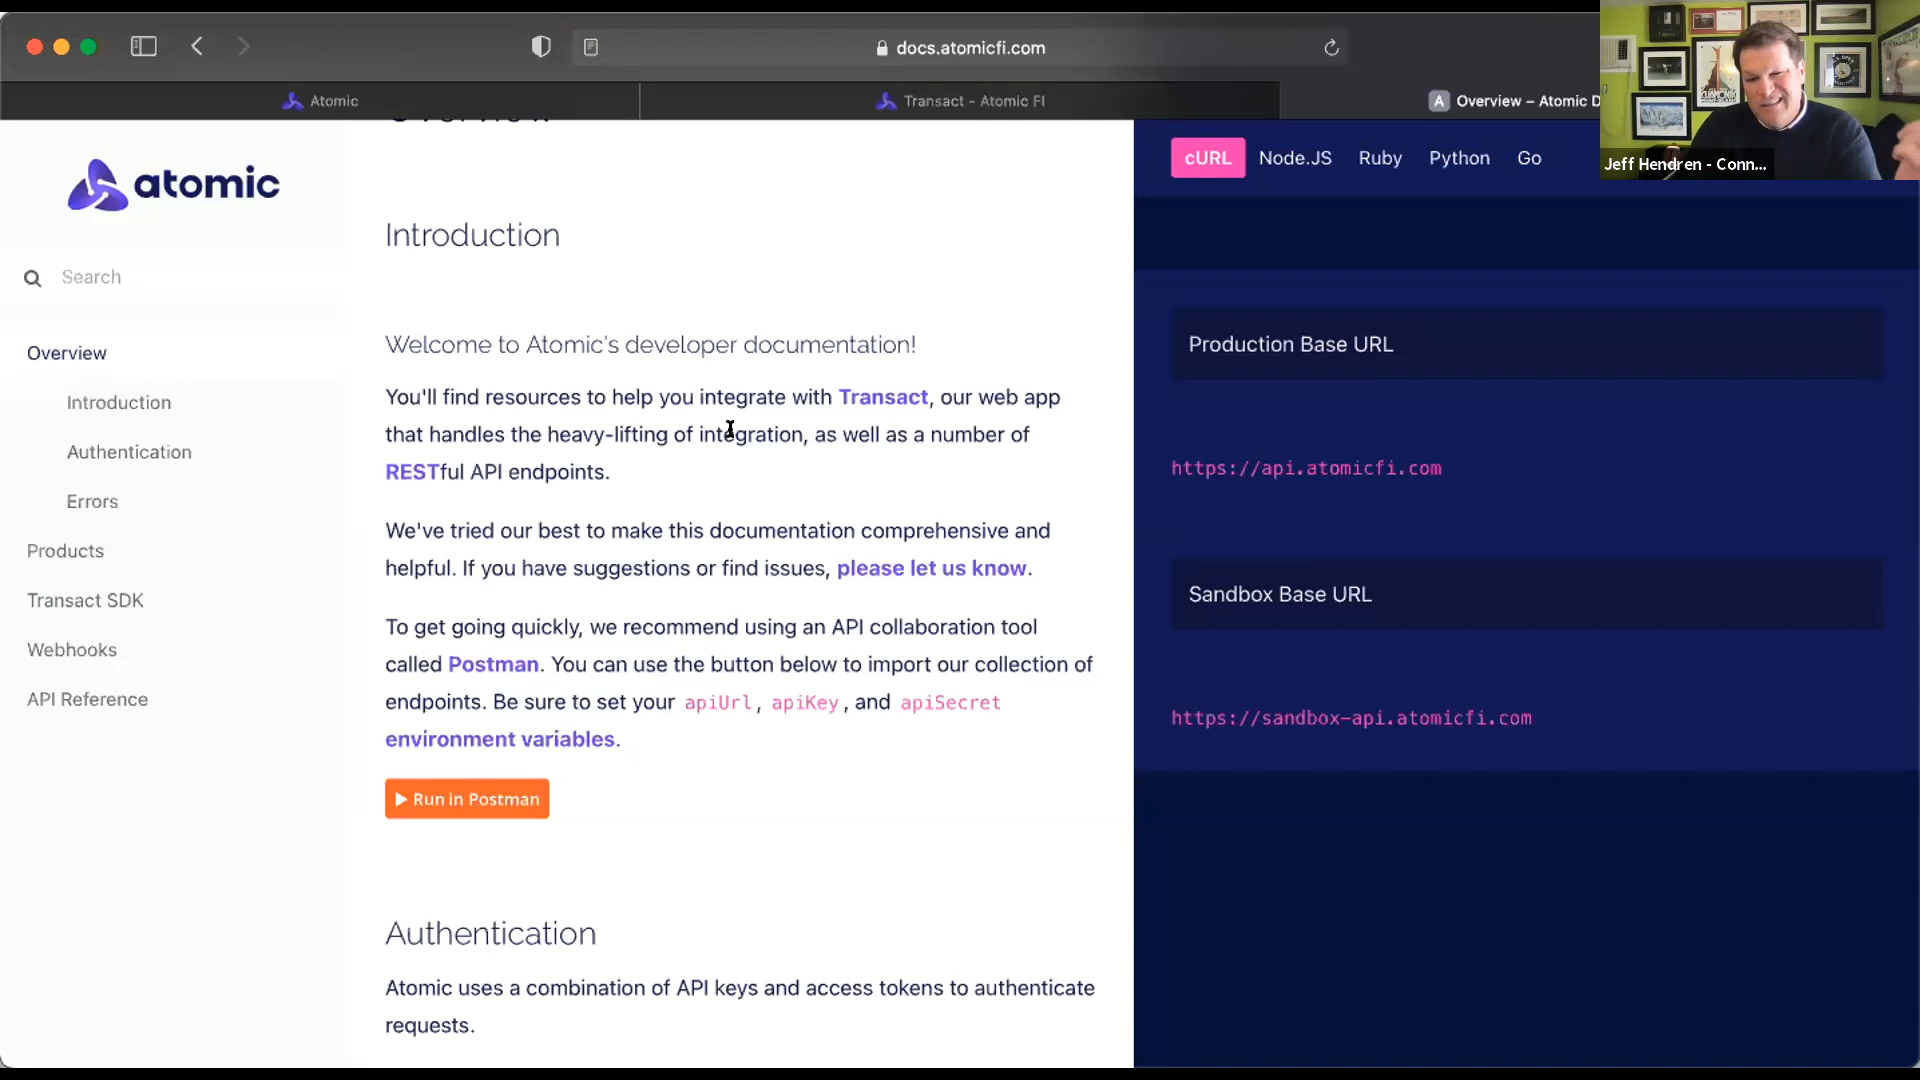 docs.atomicfi.com
Atomic
Transact - Atomic FI
A Overview – Atomic D
Jeff Hendren - Conn...
Overview
atomic
Search
Overview
Introduction
Authentication
Errors
Products
Transact SDK
Webhooks
API Reference
Introduction
Welcome to Atomic's developer documentation!
You'll find resources to help you integrate with Transact, our web app
that handles the heavy-lifting of integration, as well as a number of
RESTful API endpoints.
We've tried our best to make this documentation comprehensive and
helpful. If you have suggestions or find issues, please let us know.
To get going quickly, we recommend using an API collaboration tool
called Postman. You can use the button below to import our collection of
endpoints. Be sure to set your apiUrl, apiKey, and apiSecret
environment variables.
Run in Postman
Authentication
Atomic uses a combination of API keys and access tokens to authenticate
requests.
cURL Node.JS Ruby Python Go
Production Base URL
https://api.atomicfi.com
Sandbox Base URL
https://sandbox-api.atomicfi.com